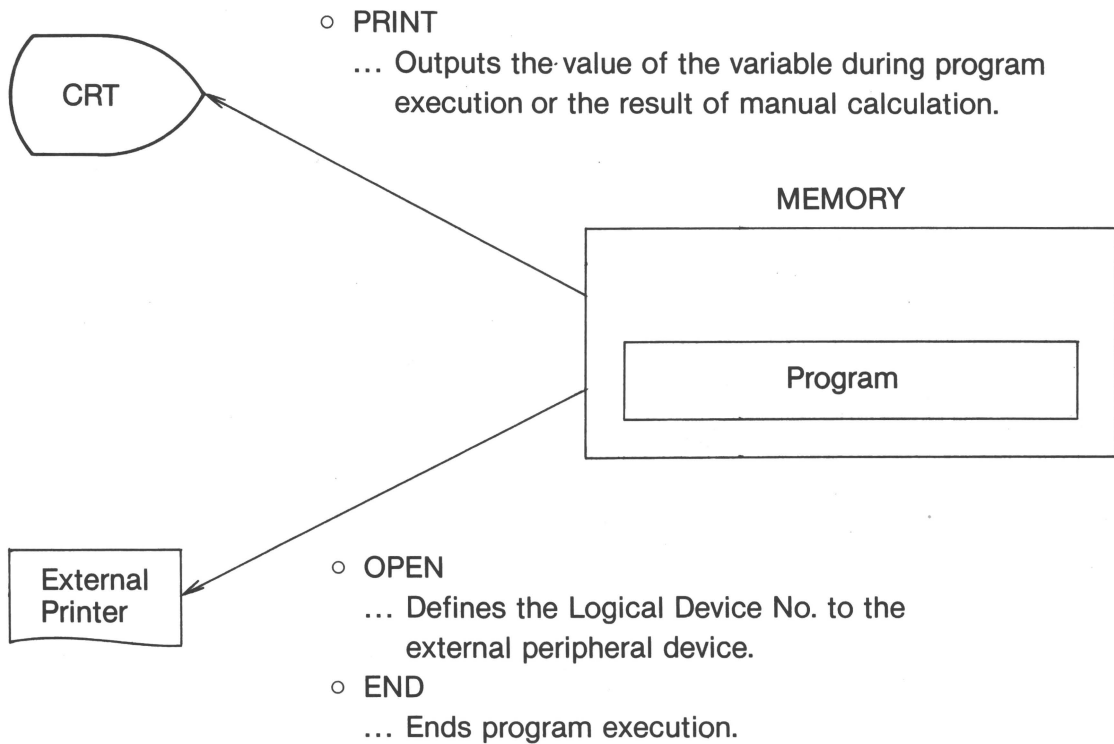 ○ PRINT
... Outputs the value of the variable during program
execution or the result of manual calculation.
CRT
MEMORY
Program
External
Printer
○ OPEN
... Defines the Logical Device No. to the
external peripheral device.
○ END
... Ends program execution.